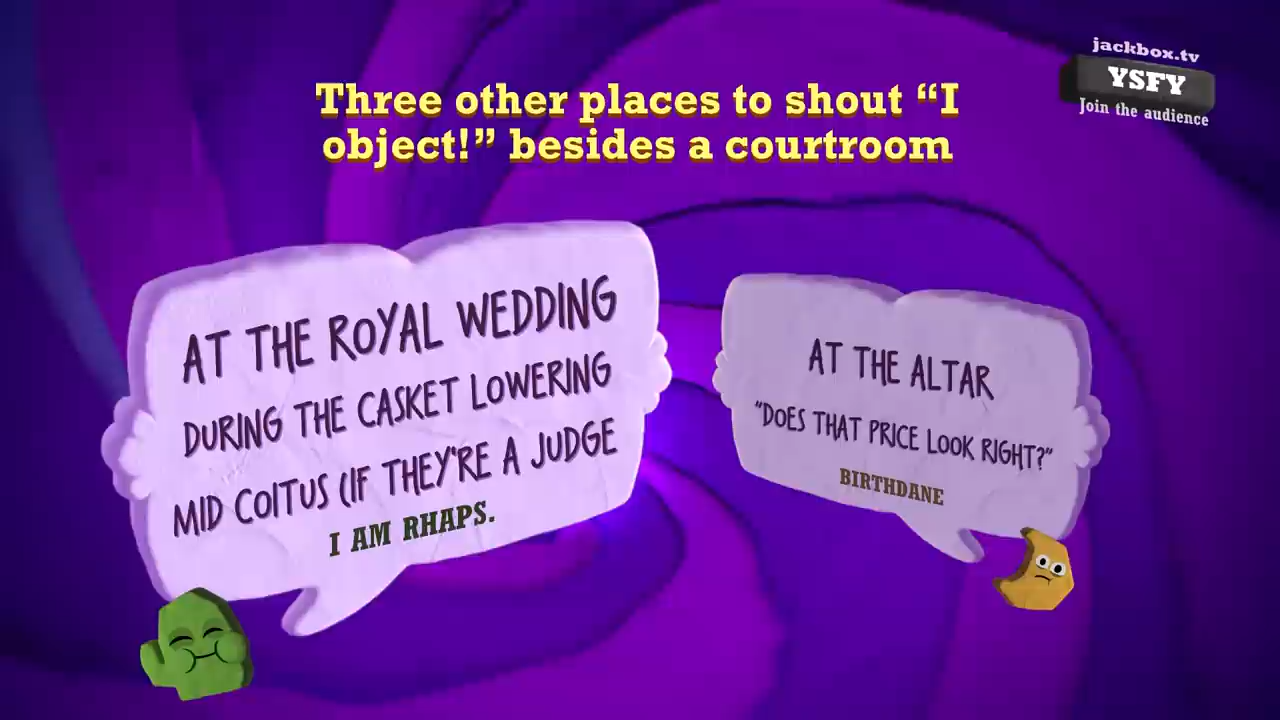 jackbox.tv
YSFY
Join the audience
Three other places to shout “I
object!” besides a courtroom
AT THE ROYAL WEDDING
DURING THE CASKET LOWERING
MID COITUS (IF THEY'RE A JUDGE
I AM RHAPS.
AT THE ALTAR
“DOES THAT PRICE LOOK RIGHT?”
BIRTHDANE